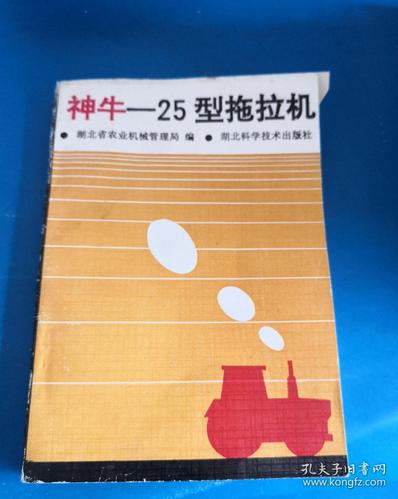 神牛—25型拖拉机
● 湖北省农业机械管理局 编 ● 湖北科学技术出版社
孔夫子旧书网
www.kongfz.com